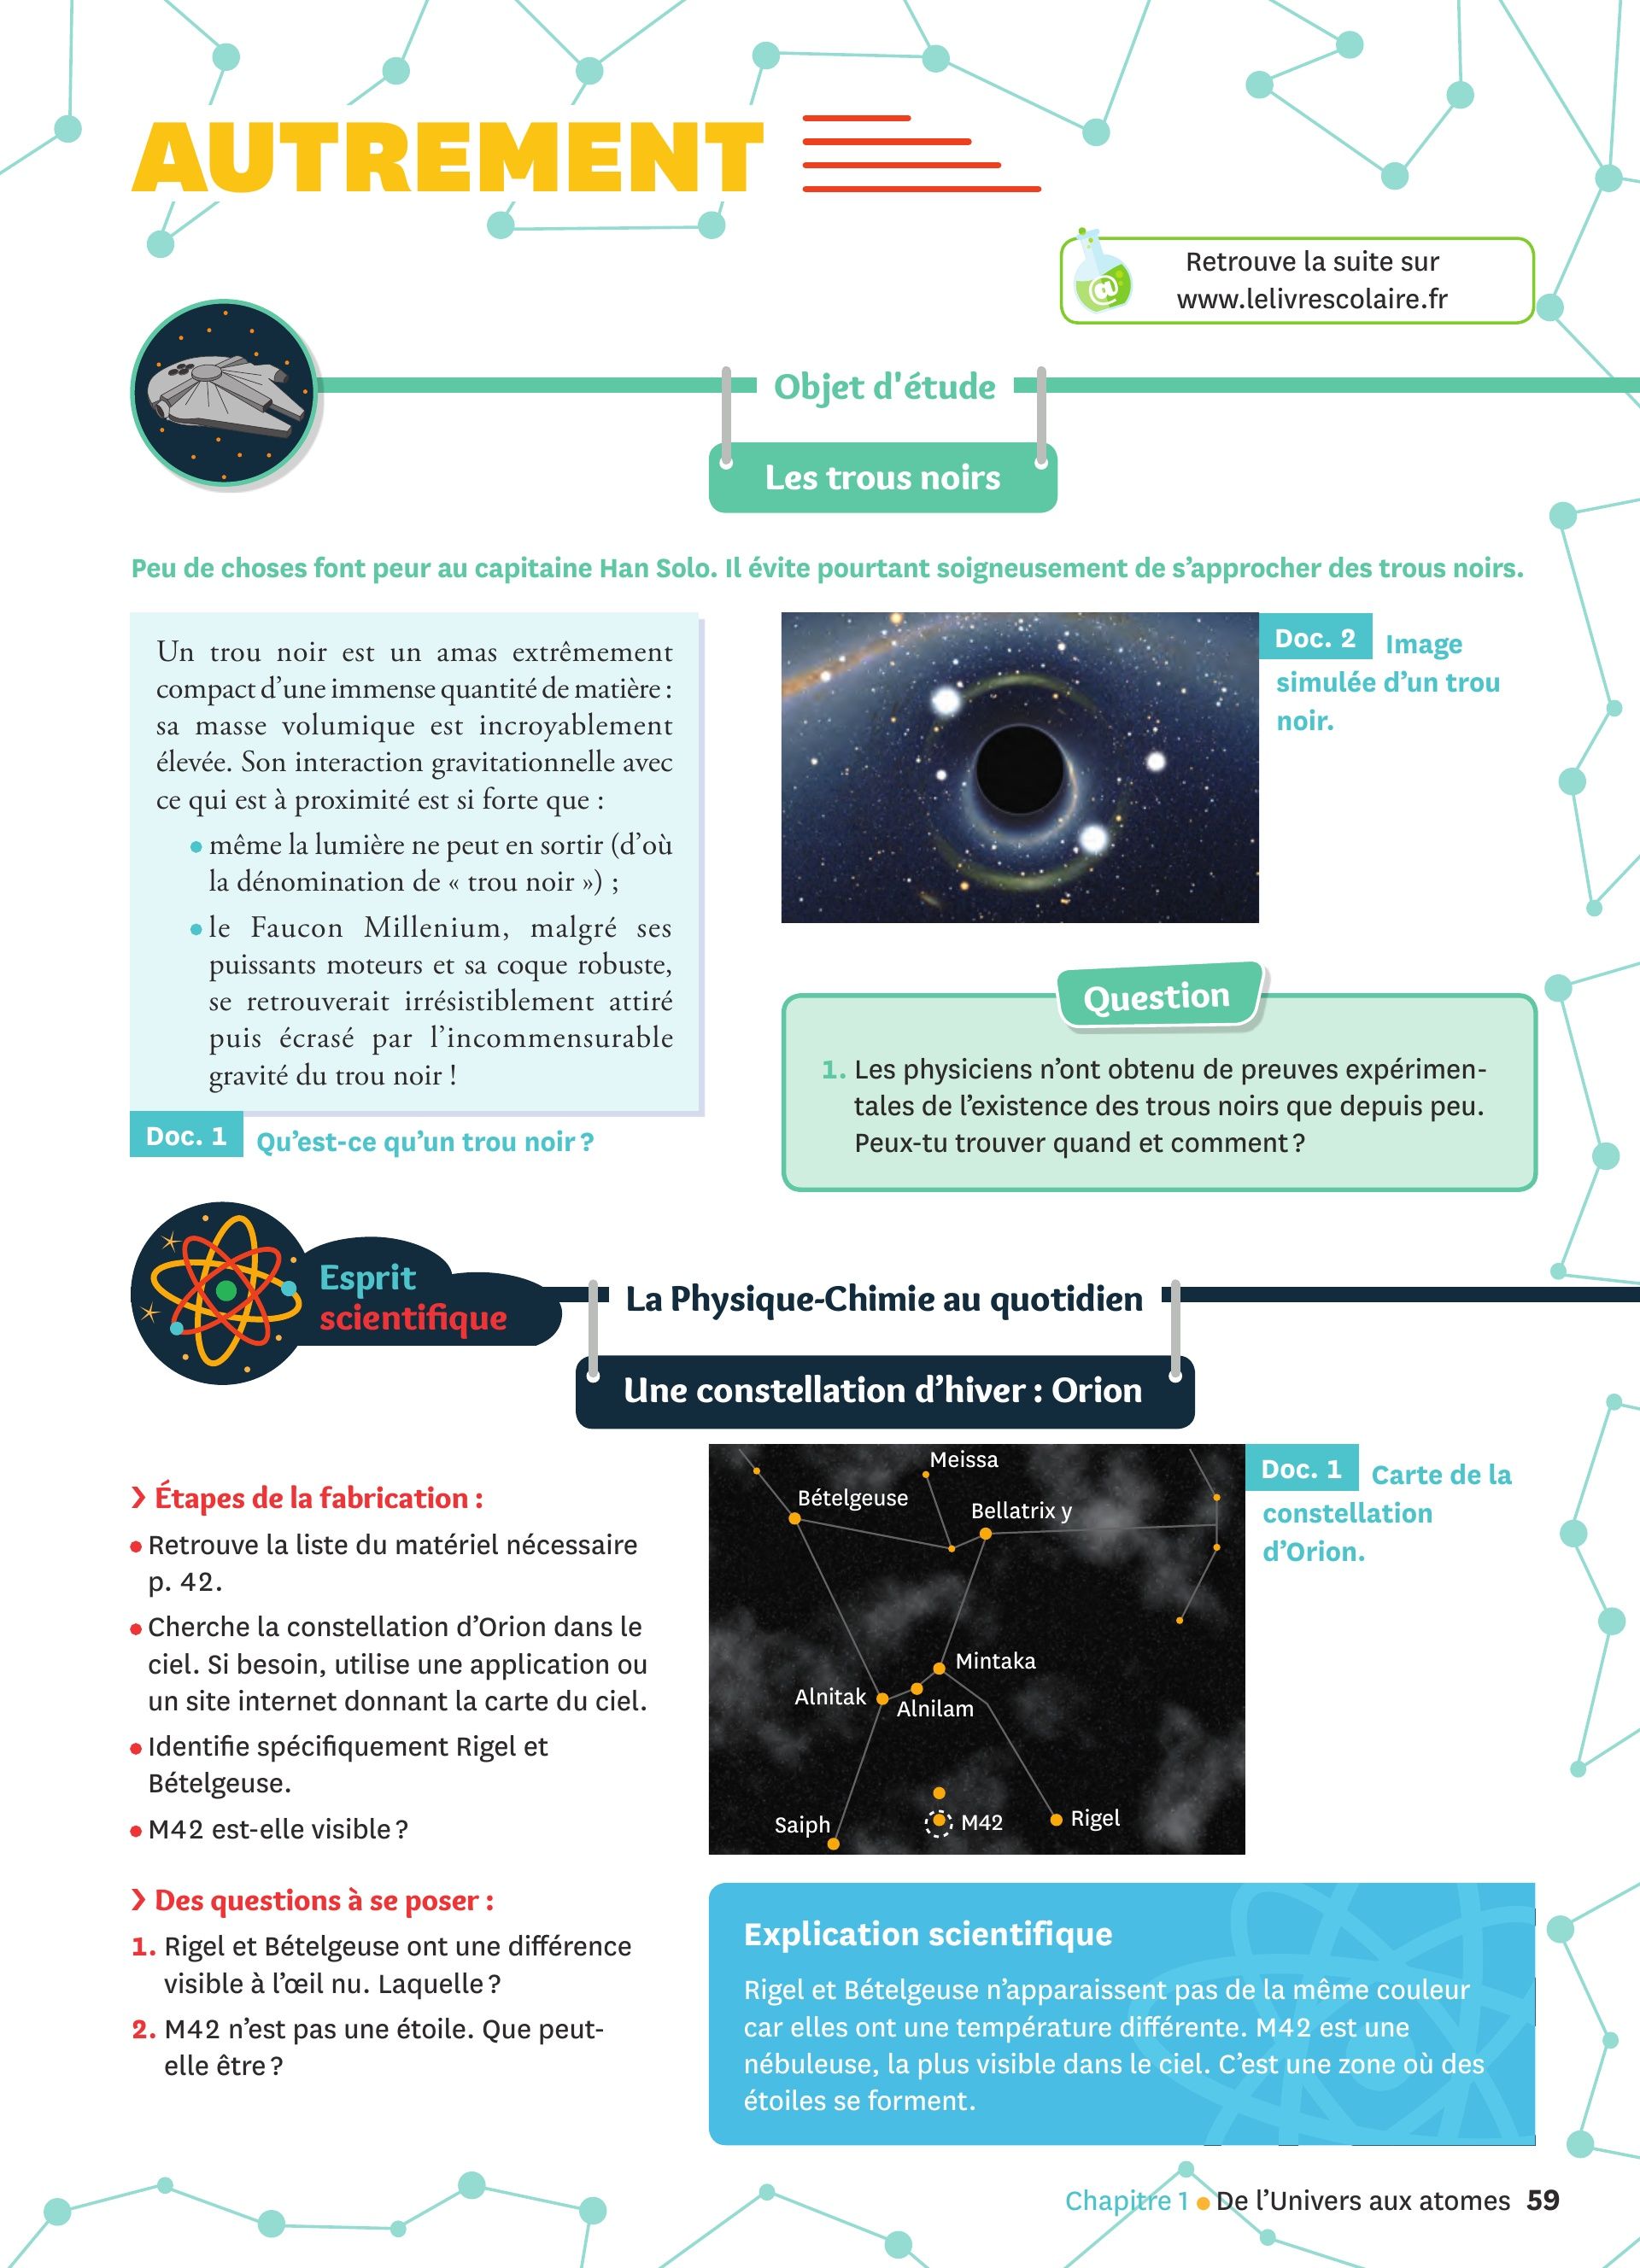 AUTREMENT
Retrouve la suite sur
www.lelivrescolaire.fr
Objet d'étude
Les trous noirs
Peu de choses font peur au capitaine Han Solo. Il évite pourtant soigneusement de s’approcher des trous noirs.
Un trou noir est un amas extrêmement
compact d’une immense quantité de matière :
sa masse volumique est incroyablement
élevée. Son interaction gravitationnelle avec
ce qui est à proximité est si forte que :
• même la lumière ne peut en sortir (d’où
la dénomination de « trou noir ») ;
• le Faucon Millenium, malgré ses
puissants moteurs et sa coque robuste,
se retrouverait irrésistiblement attiré
puis écrasé par l’incommensurable
gravité du trou noir !
Doc. 1 Qu’est-ce qu’un trou noir ?
Doc. 2 Image
simulée d’un trou
noir.
Question
1. Les physiciens n’ont obtenu de preuves expérimen-
tales de l’existence des trous noirs que depuis peu.
Peux-tu trouver quand et comment ?
Esprit
scientifique
La Physique-Chimie au quotidien
Une constellation d’hiver : Orion
› Étapes de la fabrication :
• Retrouve la liste du matériel nécessaire
p. 42.
• Cherche la constellation d’Orion dans le
ciel. Si besoin, utilise une application ou
un site internet donnant la carte du ciel.
• Identifie spécifiquement Rigel et
Bételgeuse.
• M42 est-elle visible ?
› Des questions à se poser :
1. Rigel et Bételgeuse ont une différence
visible à l’œil nu. Laquelle ?
2. M42 n’est pas une étoile. Que peut-
elle être ?
Meissa
Bételgeuse
Bellatrix y
Mintaka
Alnitak
Alnilam
Saiph
M42
Rigel
Doc. 1 Carte de la
constellation
d’Orion.
Explication scientifique
Rigel et Bételgeuse n’apparaissent pas de la même couleur
car elles ont une température différente. M42 est une
nébuleuse, la plus visible dans le ciel. C’est une zone où des
étoiles se forment.
Chapitre 1 • De l’Univers aux atomes 59